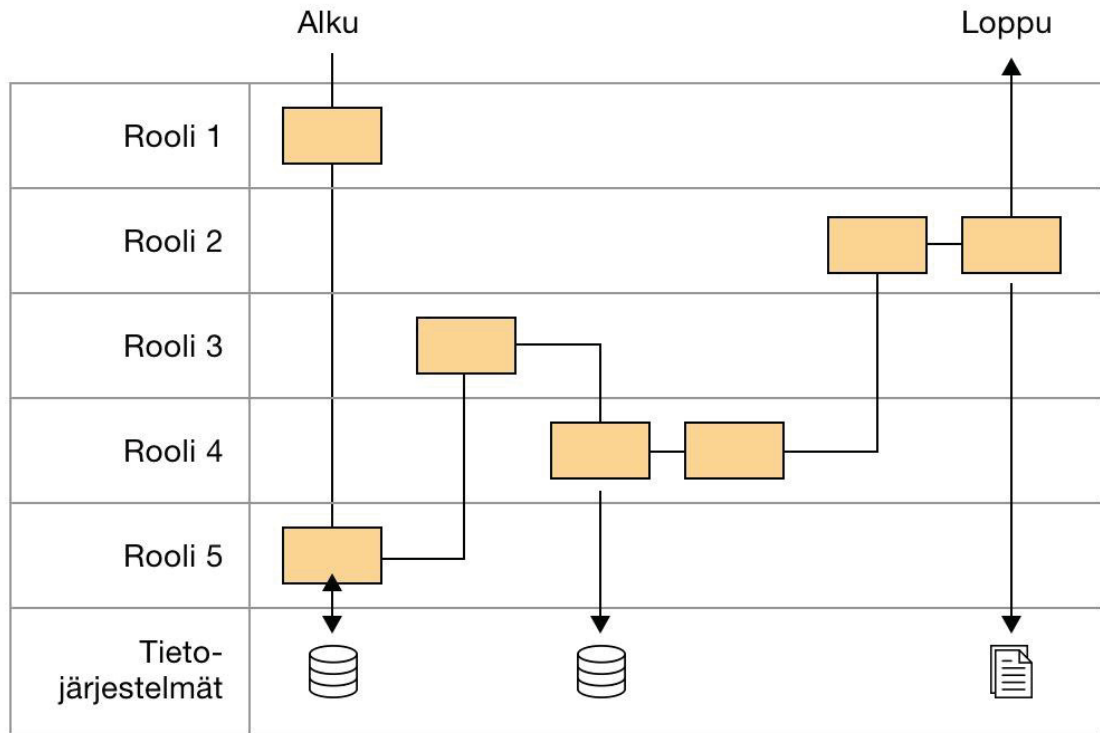 Alku
Loppu
Rooli 1
Rooli 2
Rooli 3
Rooli 4
Rooli 5
Tieto-
järjestelmät